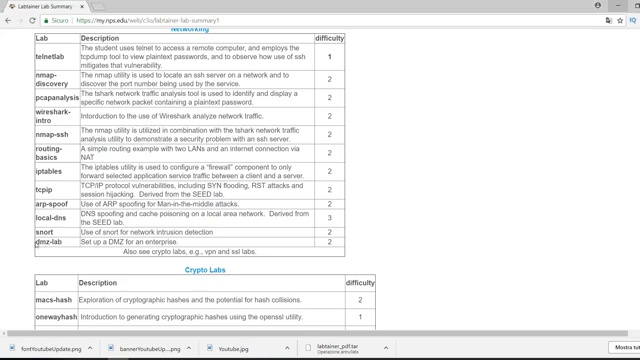 Labtainer Lab Summary
Sicuro
https://my.nps.edu/web/c3o/labtainer-lab-summary1
Networking
Lab Description difficulty
telnetlab The student uses telnet to access a remote computer, and employs the tcpdump tool to view plaintext passwords, and to observe how use of ssh mitigates that vulnerability. 1
nmap-discovery The nmap utility is used to locate an ssh server on a network and to discover the port number being used by the service. 2
pcapanalysis The tshark network traffic analysis tool is used to identify and display a specific network packet containing a plaintext password. 2
wireshark-intro Intorduction to the use of Wireshark analyze network traffic. 2
nmap-ssh The nmap utility is utilized in combination with the tshark network traffic analysis utility to demonstrate a security problem with an ssh server. 2
routing-basics A simple routing example with two LANs and an internet connection via NAT 2
iptables The iptables utility is used to configure a "firewall" component to only forward selected application service traffic between a client and a server. 2
tcpip TCP/IP protocol vulnerabilities, including SYN flooding, RST attacks and session hijacking. Derived from the SEED lab. 2
arp-spoof Use of ARP spoofing for Man-in-the-middle attacks. 2
local-dns DNS spoofing and cache poisoning on a local area network. Derived from the SEED lab. 3
snort Use of snort for network intrusion detection 2
dmz-lab Set up a DMZ for an enterprise. 2
Also see crypto labs, e.g., vpn and ssl labs.
Crypto Labs
Lab Description difficulty
macs-hash Exploration of cryptographic hashes and the potential for hash collisions. 2
onewayhash Introduction to generating cryptographic hashes using the openssl utility. 1
fontYoutubeUpdate.png
bannerYoutubeUp....png
Youtube.jpg
labtainer_pdf.tar
Operazione annullata
Mostra tut